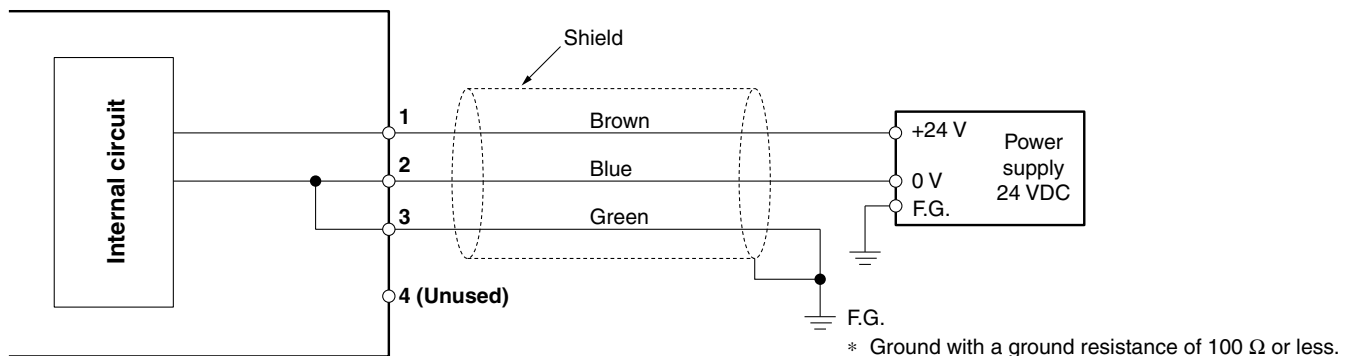 Shield
Internal circuit
1
Brown
2
Blue
3
Green
4 (Unused)
+24 V
0 V
F.G.
Power
supply
24 VDC
F.G.
* Ground with a ground resistance of 100 Ω or less.